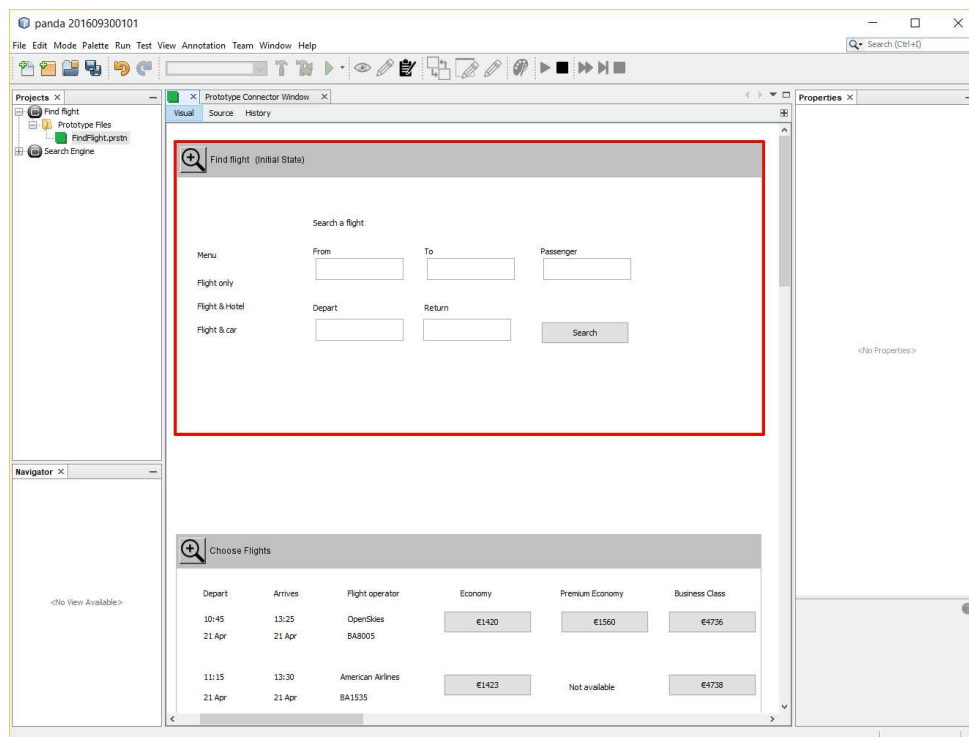 panda 201609300101
File Edit Mode Palette Run Test View Annotation Team Window Help
Search (Ctrl+I)
Projects
Find flight
Prototype Files
FindFlight.prstn
Search Engine
Prototype Connector Window
Visual Source History
Find flight (Initial State)
Search a flight
Menu
From To Passenger
Flight only
Flight & Hotel
Depart Return
Flight & car
Search
Properties
<No Properties>
Navigator
<No View Available>
Choose Flights
Depart Arrives Flight operator Economy Premium Economy Business Class
10:45 13:25 OpenSkies €1420 €1560 €4736
21 Apr 21 Apr BA8005
11:15 13:30 American Airlines €1423 Not available €4738
21 Apr 21 Apr BA1535